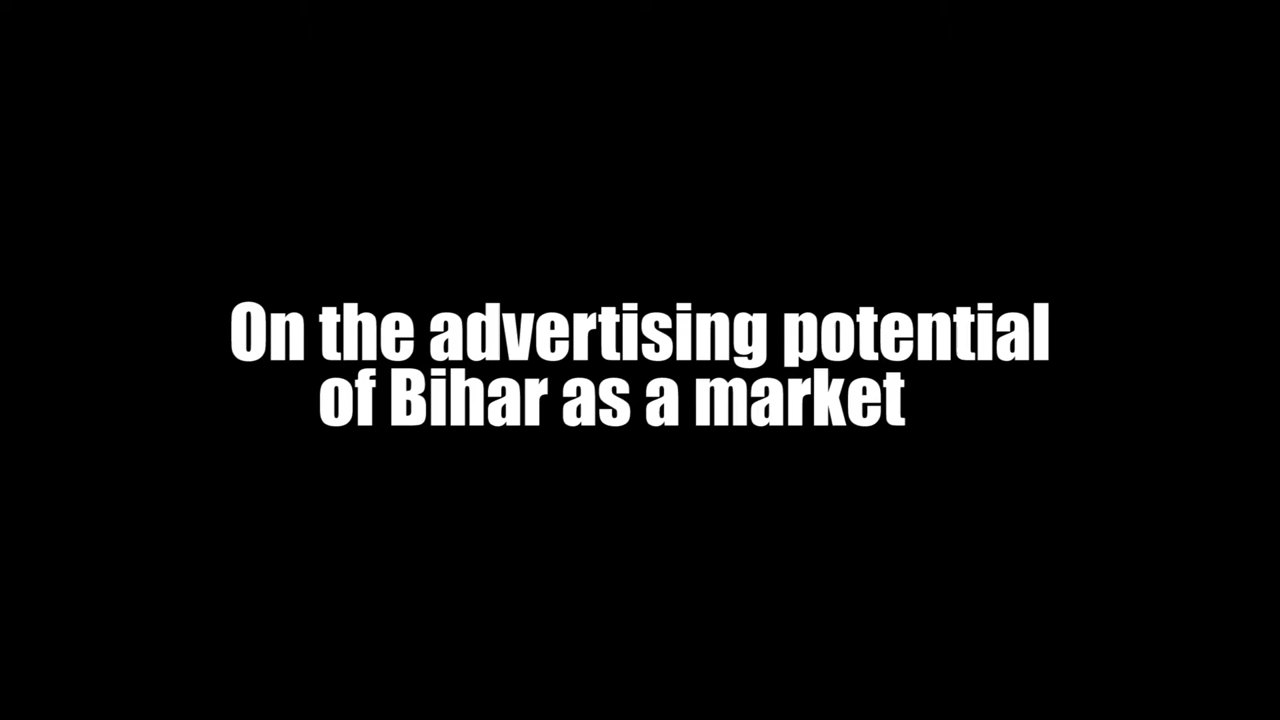 On the advertising potential
of Bihar as a market